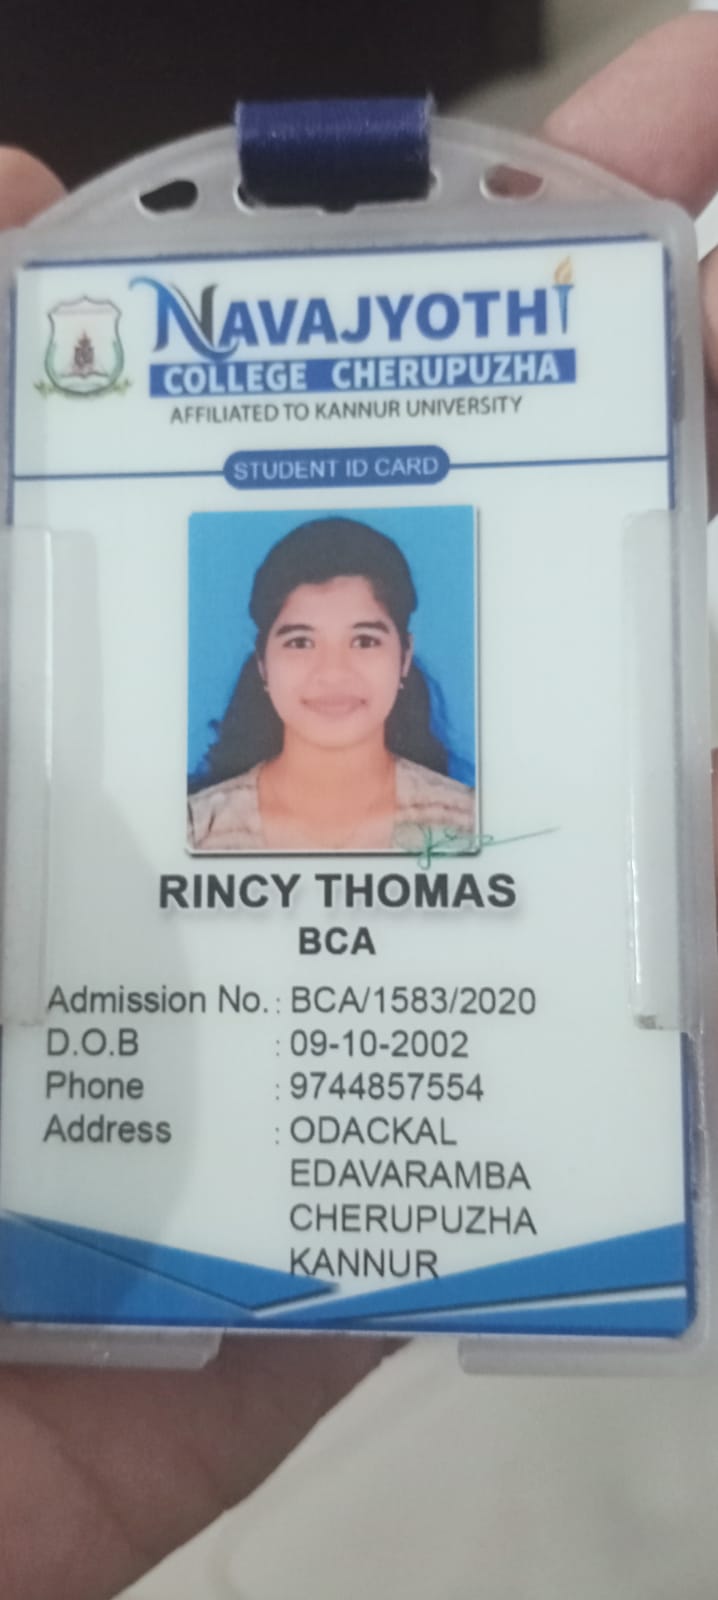 NAVAJYOTHI
COLLEGE CHERUPUZHA
AFFILIATED TO KANNUR UNIVERSITY
STUDENT ID CARD
RINCY THOMAS
BCA
Admission No. : BCA/1583/2020
D.O.B : 09-10-2002
Phone : 9744857554
Address : ODACKAL
EDAVARAMBA
CHERUPUZHA
KANNUR